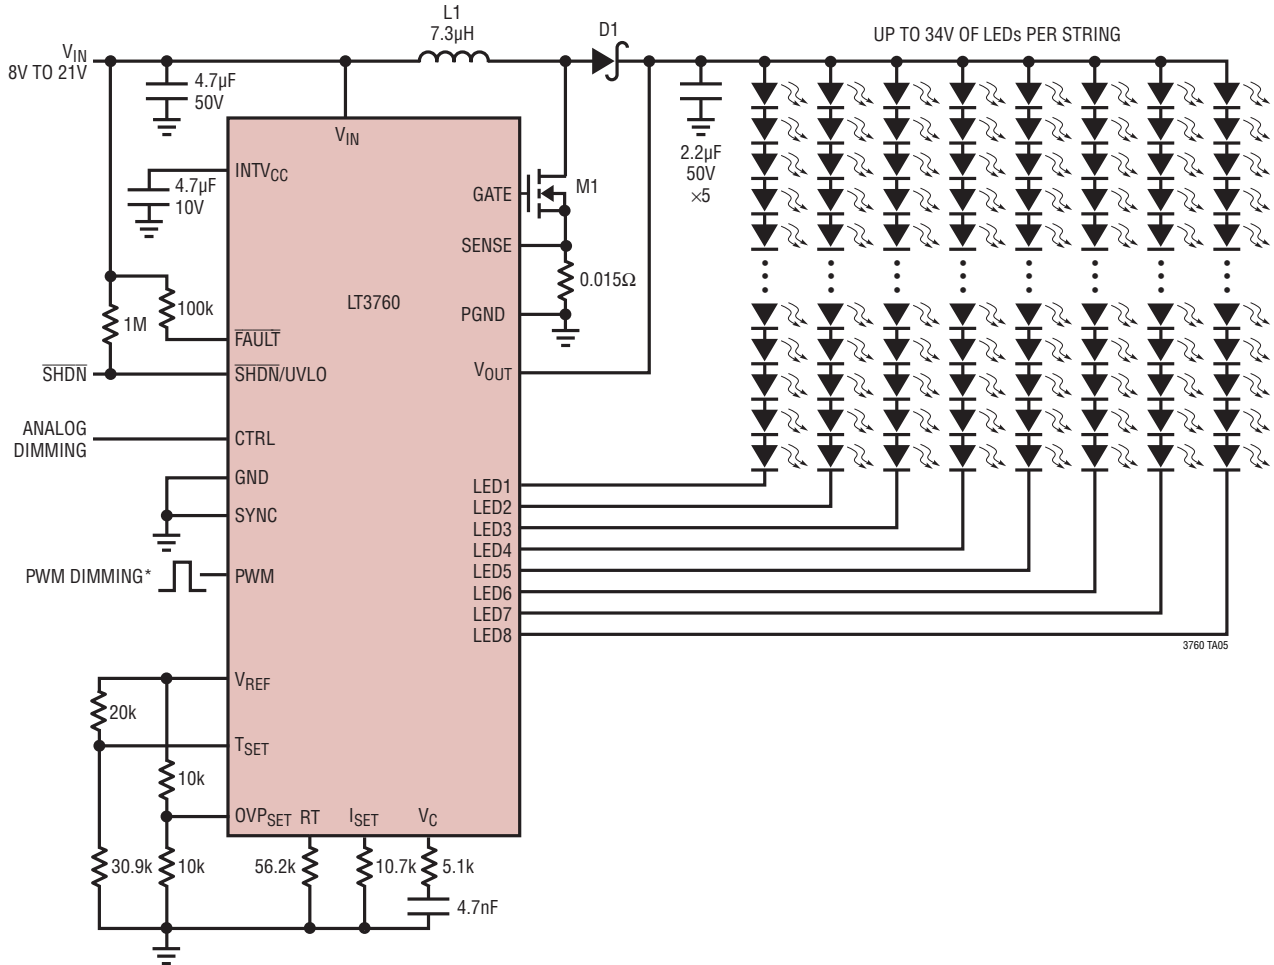 L1
7.3µH
D1
UP TO 34V OF LEDs PER STRING
VIN
8V TO 21V
4.7µF
50V
VIN
2.2µF
50V
×5
INTVCC
4.7µF
10V
GATE
M1
SENSE
0.015Ω
LT3760
PGND
100k
1M
FAULT
VOUT
SHDN
SHDN/UVLO
ANALOG
DIMMING
CTRL
GND
SYNC
PWM DIMMING*
PWM
LED1
LED2
LED3
LED4
LED5
LED6
LED7
LED8
3760 TA05
VREF
20k
TSET
10k
OVPSET
RT
ISET
VC
30.9k
10k
56.2k
10.7k
5.1k
4.7nF